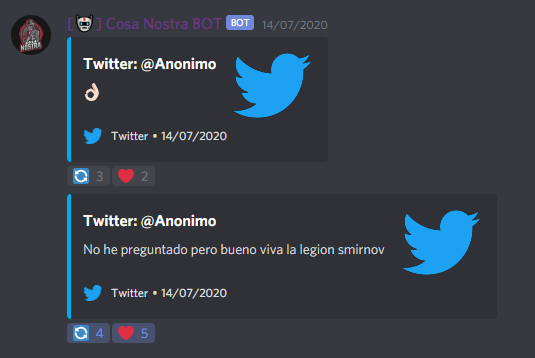 [🤖] Cosa Nostra BOT BOT 14/07/2020
Twitter: @Anonimo
👌🏻
Twitter • 14/07/2020
3 2
Twitter: @Anonimo
No he preguntado pero bueno viva la legion smirnov
Twitter • 14/07/2020
4 5